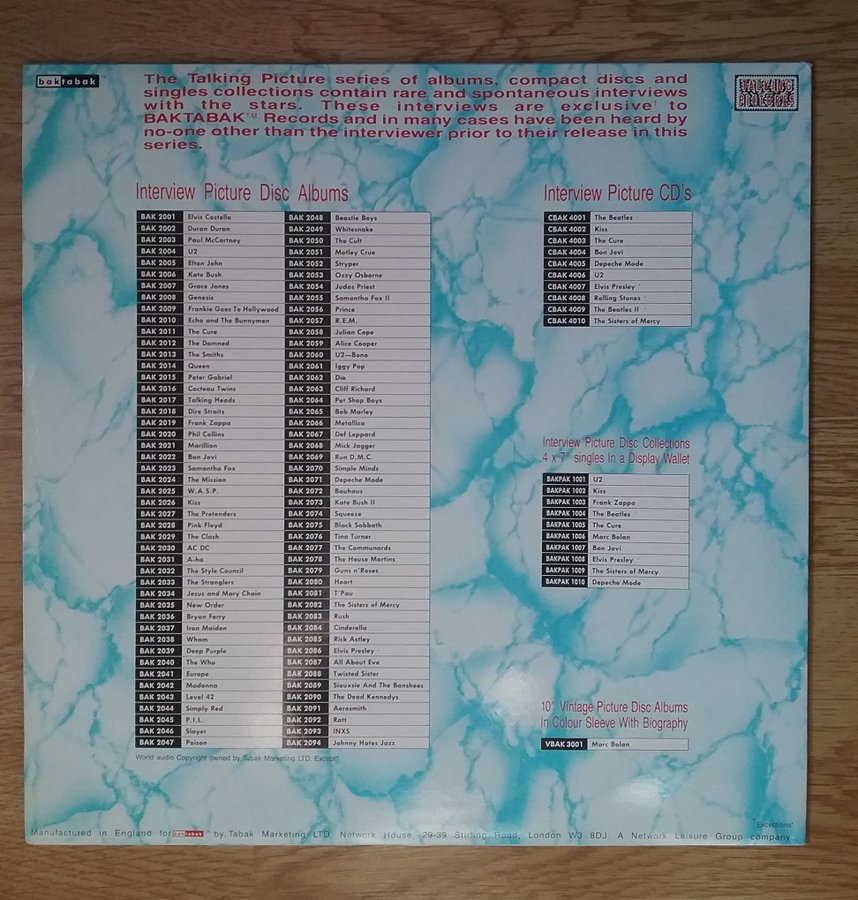 baktabak™
The Talking Picture series of albums, compact discs and
singles collections contain rare and spontaneous interviews
with the stars. These interviews are exclusive† to
BAKTABAK™ Records and in many cases have been heard by
no-one other than the interviewer prior to their release in this
series.
TALKING
PICTURES
Interview Picture Disc Albums
BAK 2001 Elvis Costello
BAK 2002 Duran Duran
BAK 2003 Paul McCartney
BAK 2004 U2
BAK 2005 Elton John
BAK 2006 Kate Bush
BAK 2007 Grace Jones
BAK 2008 Genesis
BAK 2009 Frankie Goes To Hollywood
BAK 2010 Echo and The Bunnymen
BAK 2011 The Cure
BAK 2012 The Damned
BAK 2013 The Smiths
BAK 2014 Queen
BAK 2015 Peter Gabriel
BAK 2016 Cocteau Twins
BAK 2017 Talking Heads
BAK 2018 Dire Straits
BAK 2019 Frank Zappa
BAK 2020 Phil Collins
BAK 2021 Marillion
BAK 2022 Bon Jovi
BAK 2023 Samantha Fox
BAK 2024 The Mission
BAK 2025 W.A.S.P.
BAK 2026 Kiss
BAK 2027 The Pretenders
BAK 2028 Pink Floyd
BAK 2029 The Clash
BAK 2030 AC DC
BAK 2031 A-ha
BAK 2032 The Style Council
BAK 2033 The Stranglers
BAK 2034 Jesus and Mary Chain
BAK 2035 New Order
BAK 2036 Bryan Ferry
BAK 2037 Iron Maiden
BAK 2038 Wham
BAK 2039 Deep Purple
BAK 2040 The Who
BAK 2041 Europe
BAK 2042 Madonna
BAK 2043 Level 42
BAK 2044 Simply Red
BAK 2045 P.I.L.
BAK 2046 Slayer
BAK 2047 Poison
BAK 2048 Beastie Boys
BAK 2049 Whitesnake
BAK 2050 The Cult
BAK 2051 Motley Crue
BAK 2052 Stryper
BAK 2053 Ozzy Osborne
BAK 2054 Judas Priest
BAK 2055 Samantha Fox II
BAK 2056 Prince
BAK 2057 R.E.M.
BAK 2058 Julian Cope
BAK 2059 Alice Cooper
BAK 2060 U2—Bono
BAK 2061 Iggy Pop
BAK 2062 Dio
BAK 2063 Cliff Richard
BAK 2064 Pet Shop Boys
BAK 2065 Bob Marley
BAK 2066 Metallica
BAK 2067 Def Leppard
BAK 2068 Mick Jagger
BAK 2069 Run D.M.C.
BAK 2070 Simple Minds
BAK 2071 Depeche Mode
BAK 2072 Bauhaus
BAK 2073 Kate Bush II
BAK 2074 Squeeze
BAK 2075 Black Sabbath
BAK 2076 Tina Turner
BAK 2077 The Communards
BAK 2078 The House Martins
BAK 2079 Guns n'Roses
BAK 2080 Heart
BAK 2081 T'Pau
BAK 2082 The Sisters of Mercy
BAK 2083 Rush
BAK 2084 Cinderella
BAK 2085 Rick Astley
BAK 2086 Elvis Presley
BAK 2087 All About Eve
BAK 2088 Twisted Sister
BAK 2089 Siouxsie And The Banshees
BAK 2090 The Dead Kennedys
BAK 2091 Aerosmith
BAK 2092 Ratt
BAK 2093 INXS
BAK 2094 Johnny Hates Jazz
World audio Copyright owned by Tabak Marketing LTD, Except†
Interview Picture CD's
CBAK 4001 The Beatles
CBAK 4002 Kiss
CBAK 4003 The Cure
CBAK 4004 Bon Jovi
CBAK 4005 Depeche Mode
CBAK 4006 U2
CBAK 4007 Elvis Presley
CBAK 4008 Rolling Stones
CBAK 4009 The Beatles II
CBAK 4010 The Sisters of Mercy
Interview Picture Disc Collections
4 x 7" singles In a Display Wallet
BAKPAK 1001 U2
BAKPAK 1002 Kiss
BAKPAK 1003 Frank Zappa
BAKPAK 1004 The Beatles
BAKPAK 1005 The Cure
BAKPAK 1006 Marc Bolan
BAKPAK 1007 Bon Jovi
BAKPAK 1008 Elvis Presley
BAKPAK 1009 The Sisters of Mercy
BAKPAK 1010 Depeche Mode
10" Vintage Picture Disc Albums
In Colour Sleeve With Biography
VBAK 3001 Marc Bolan
†"Exceptions"
Manufactured in England for baktabak™ by, Tabak Marketing LTD, Network House, 29-39 Stirling, Road, London W3 8DJ. A Network Leisure Group company.